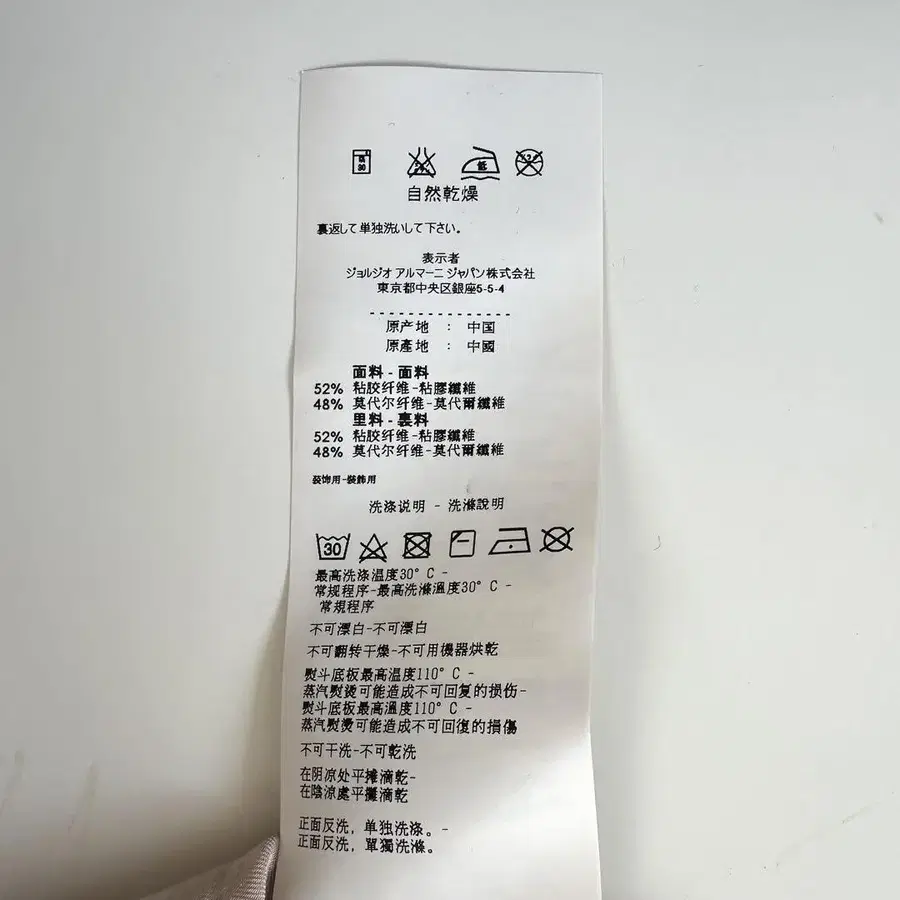 30
低
自然乾燥
裏返して単独洗いして下さい。
表示者
ジョルジオ アルマーニ ジャパン株式会社
東京都中央区銀座5-5-4
原产地 : 中国
原產地 : 中國
面料 - 面料
52% 粘胶纤维-粘膠纖維
48% 莫代尔纤维-莫代爾纖維
里料 - 裏料
52% 粘胶纤维-粘膠纖維
48% 莫代尔纤维-莫代爾纖維
装饰用-裝飾用
洗涤说明 - 洗滌說明
30
最高洗涤温度30° C -
常规程序-最高洗滌溫度30° C -
常規程序
不可漂白-不可漂白
不可翻转干燥-不可用機器烘乾
熨斗底板最高温度110° C -
蒸汽熨烫可能造成不可回复的损伤-
熨斗底板最高溫度110° C -
蒸汽熨燙可能造成不可回復的損傷
不可干洗-不可乾洗
在阴凉处平摊滴乾-
在陰涼處平攤滴乾
正面反洗, 单独洗涤。-
正面反洗, 單獨洗滌。